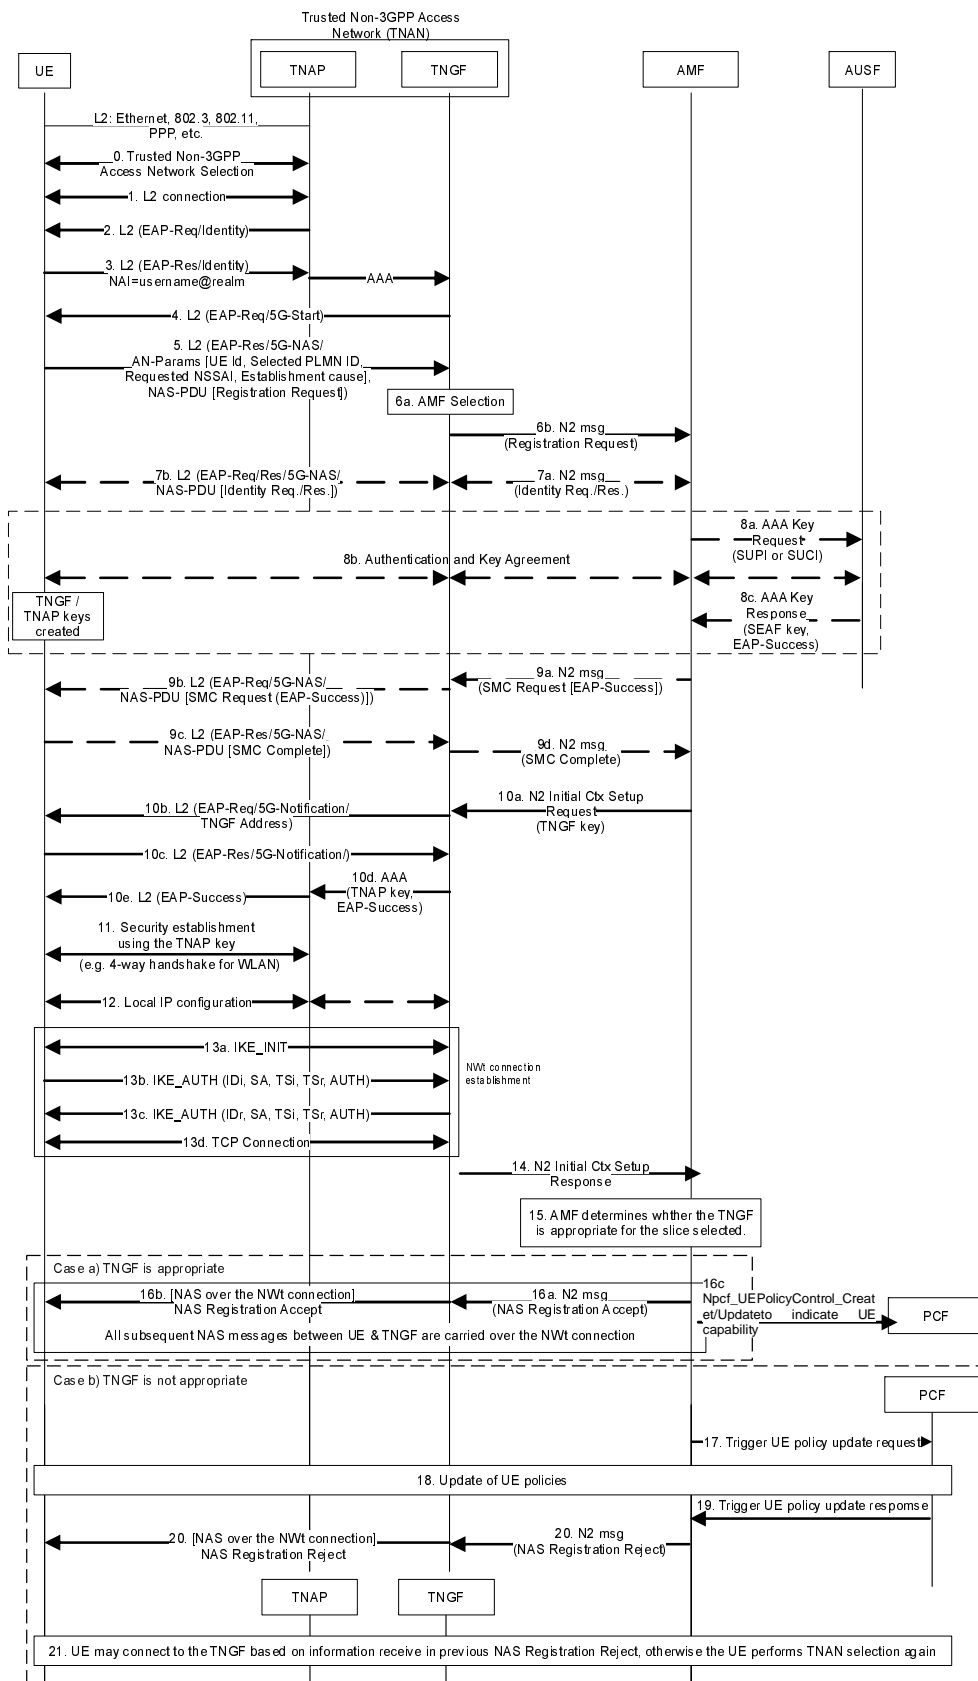 Trusted Non-3GPP Access
Network (TNAN)
UE
TNAP
TNGF
AMF
AUSF
L2: Ethernet, 802.3, 802.11,
PPP, etc.
0. Trusted Non-3GPP
Access Network Selection
1. L2 connection
2. L2 (EAP-Req/Identity)
3. L2 (EAP-Res/Identity)
NAI=username@realm
AAA
4. L2 (EAP-Req/5G-Start)
5. L2 (EAP-Res/5G-NAS/
AN-Params [UE Id, Selected PLMN ID,
Requested NSSAI, Establishment cause],
NAS-PDU [Registration Request])
6a. AMF Selection
6b. N2 msg
(Registration Request)
7b. L2 (EAP-Req/Res/5G-NAS/
NAS-PDU [Identity Req./Res.])
7a. N2 msg
(Identity Req./Res.)
8a. AAA Key
Request
(SUPI or SUCI)
8b. Authentication and Key Agreement
TNGF /
TNAP keys
created
8c. AAA Key
Response
(SEAF key,
EAP-Success)
9a. N2 msg
(SMC Request [EAP-Success])
9b. L2 (EAP-Req/5G-NAS/
NAS-PDU [SMC Request (EAP-Success)])
9c. L2 (EAP-Res/5G-NAS/
NAS-PDU [SMC Complete])
9d. N2 msg
(SMC Complete)
10a. N2 Initial Ctx Setup
Request
(TNGF key)
10b. L2 (EAP-Req/5G-Notification/
TNGF Address)
10c. L2 (EAP-Res/5G-Notification/)
10d. AAA
(TNAP key,
EAP-Success)
10e. L2 (EAP-Success)
11. Security establishment
using the TNAP key
(e.g. 4-way handshake for WLAN)
12. Local IP configuration
13a. IKE_INIT
NWt connection
establishment
13b. IKE_AUTH (IDi, SA, TSi, TSr, AUTH)
13c. IKE_AUTH (IDr, SA, TSi, TSr, AUTH)
13d. TCP Connection
14. N2 Initial Ctx Setup
Response
15. AMF determines whther the TNGF
is appropriate for the slice selected.
Case a) TNGF is appropriate
16b. [NAS over the NWt connection]
NAS Registration Accept
16a. N2 msg
(NAS Registration Accept)
16c
Npcf_UEPolicyControl_Creat
et/Updateto indicate UE
capability
PCF
All subsequent NAS messages between UE & TNGF are carried over the NWt connection
Case b) TNGF is not appropriate
PCF
17. Trigger UE policy update request
18. Update of UE policies
19. Trigger UE policy update respomse
20. [NAS over the NWt connection]
NAS Registration Reject
20. N2 msg
(NAS Registration Reject)
TNAP
TNGF
21. UE may connect to the TNGF based on information receive in previous NAS Registration Reject, otherwise the UE performs TNAN selection again